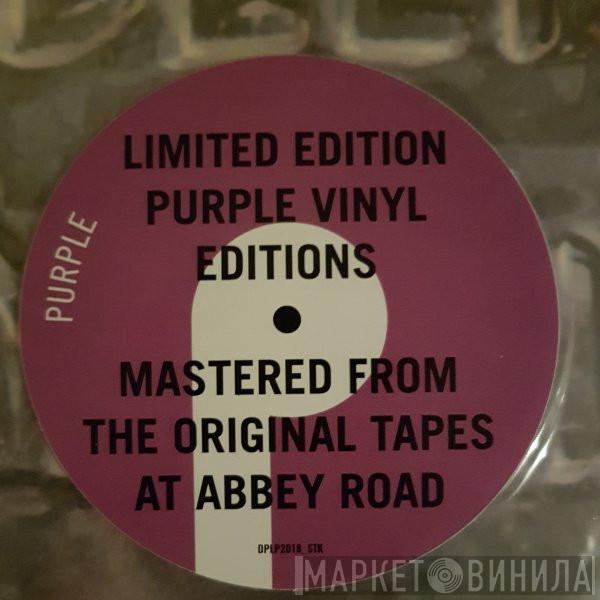 LIMITED EDITION
PURPLE VINYL
EDITIONS
PURPLE
MASTERED FROM
THE ORIGINAL TAPES
AT ABBEY ROAD
DPLP2018_STK
МАРКЕТ ВИНИЛА